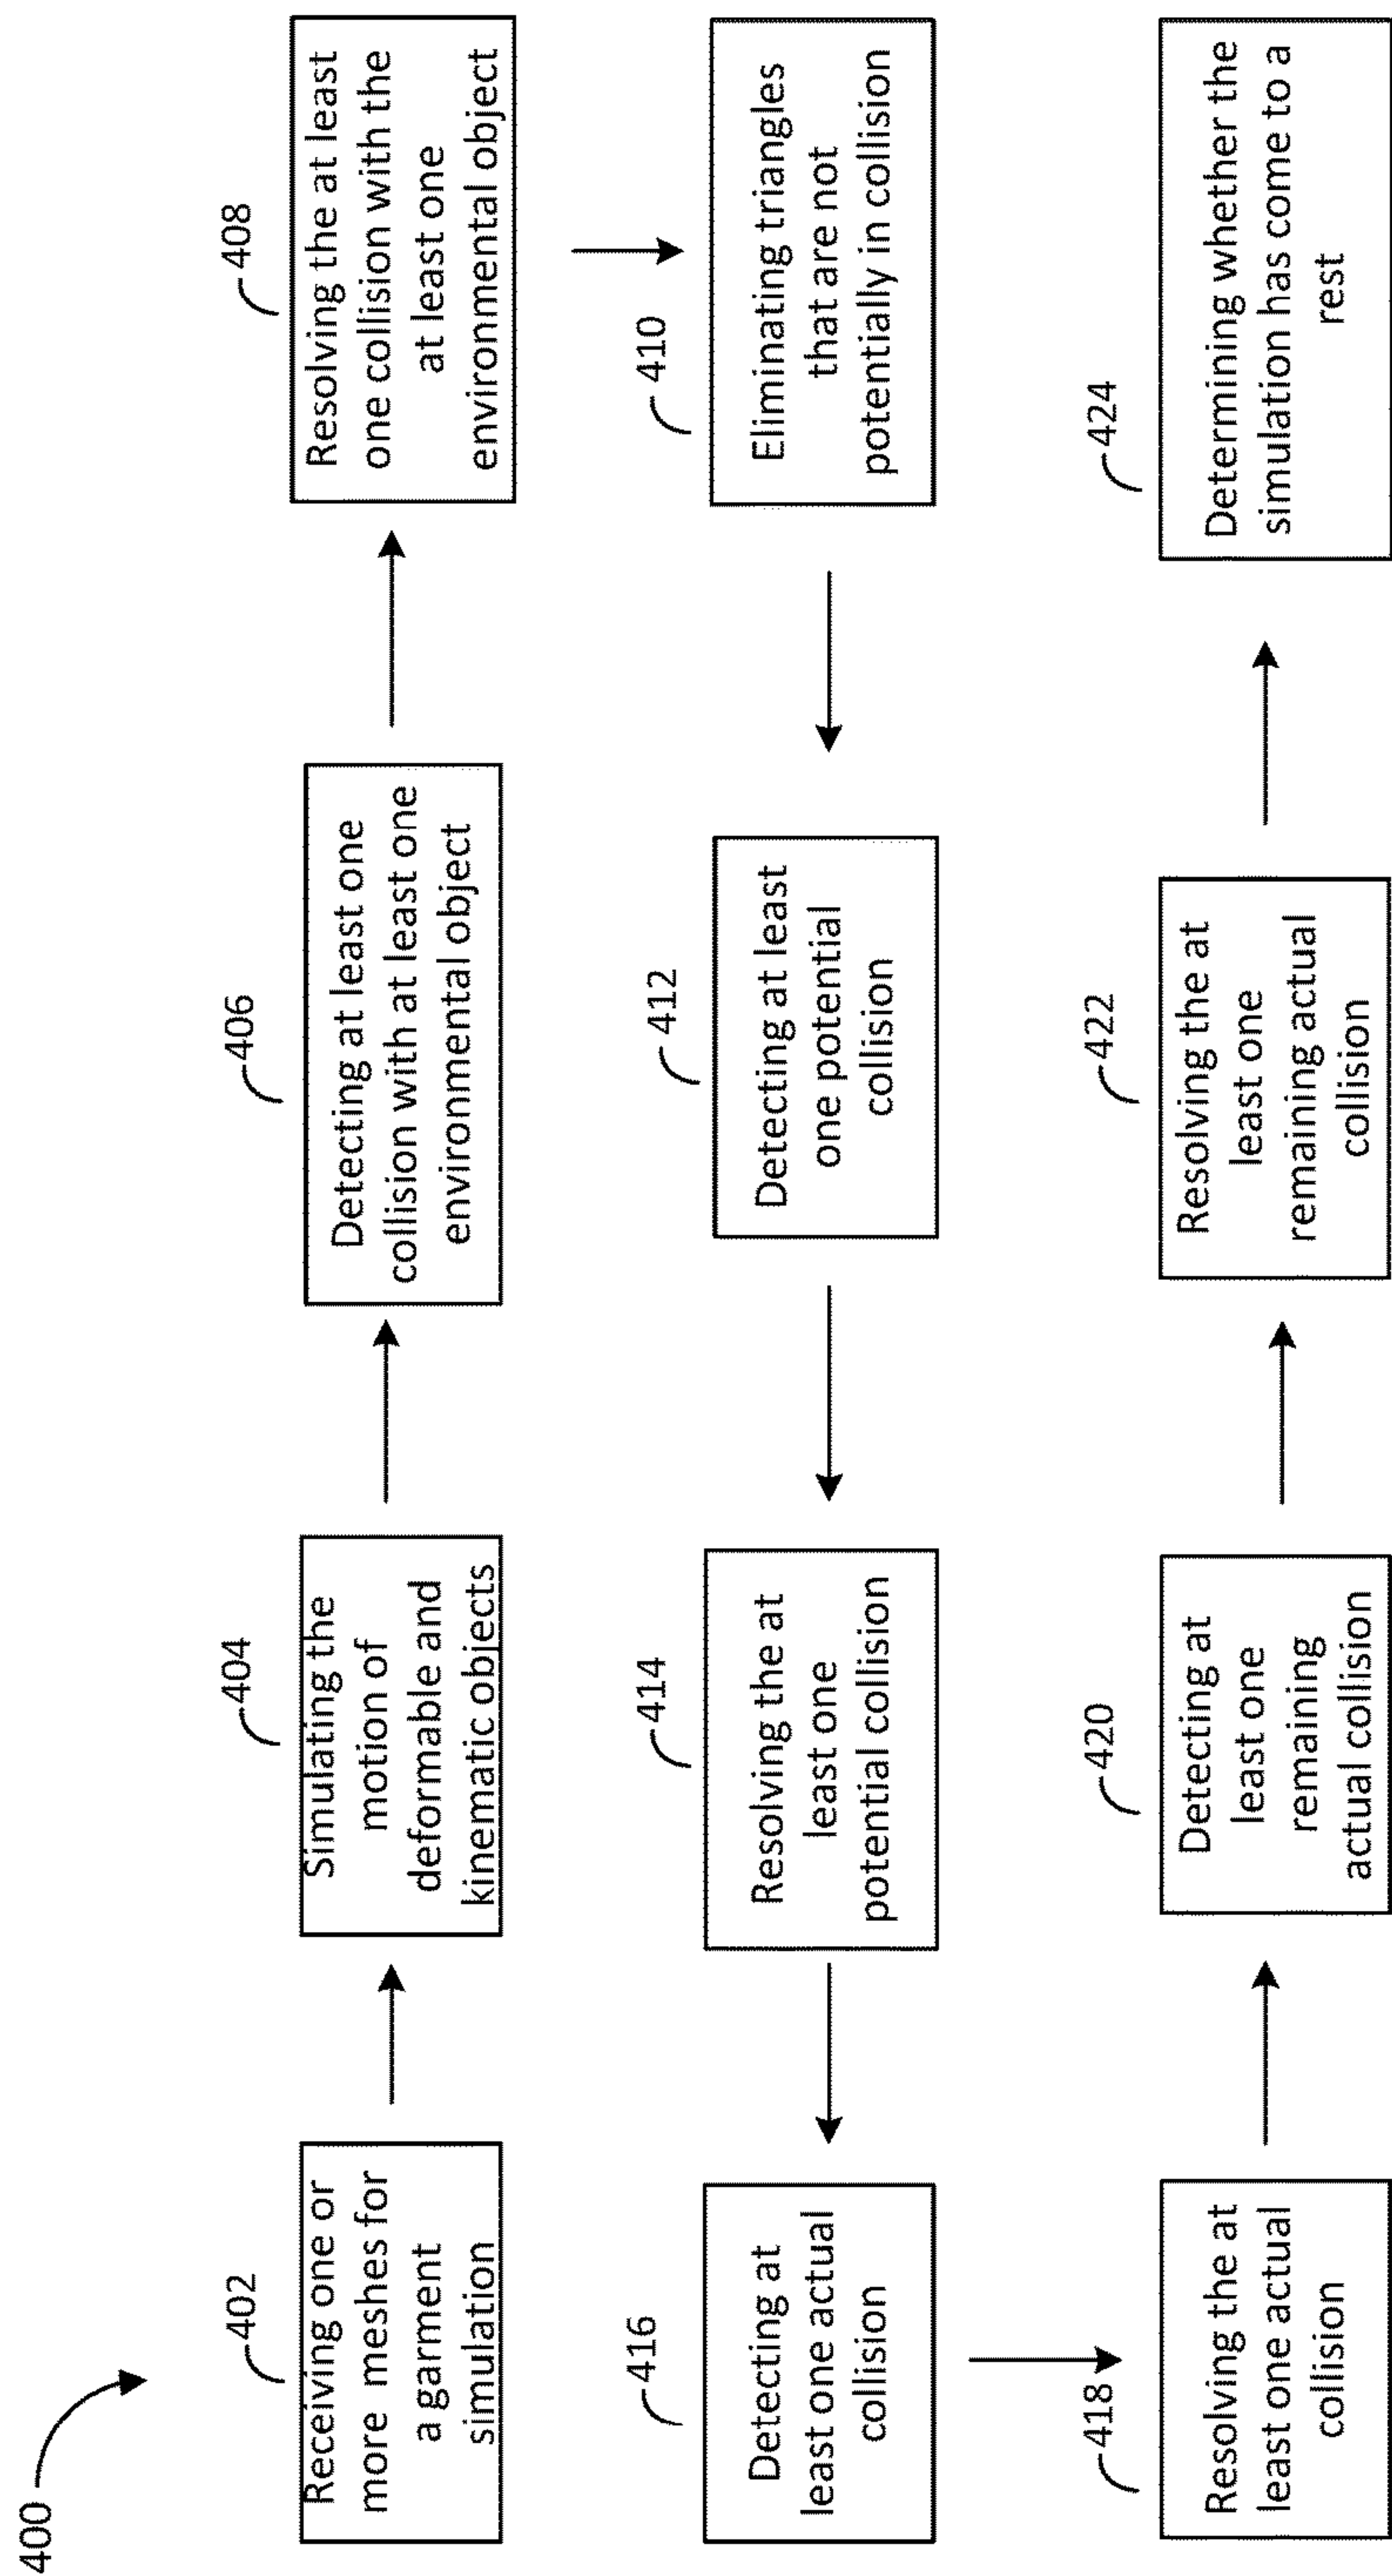 400
402
Receiving one or
more meshes for
a garment
simulation
404
Simulating the
motion of
deformable and
kinematic objects
406
Detecting at least one
collision with at least one
environmental object
408
Resolving the at least
one collision with the
at least one
environmental object
410
Eliminating triangles
that are not
potentially in collision
412
Detecting at least
one potential
collision
414
Resolving the at
least one
potential collision
416
Detecting at
least one actual
collision
418
Resolving the at
least one actual
collision
420
Detecting at
least one
remaining
actual collision
422
Resolving the at
least one
remaining actual
collision
424
Determining whether the
simulation has come to a
rest